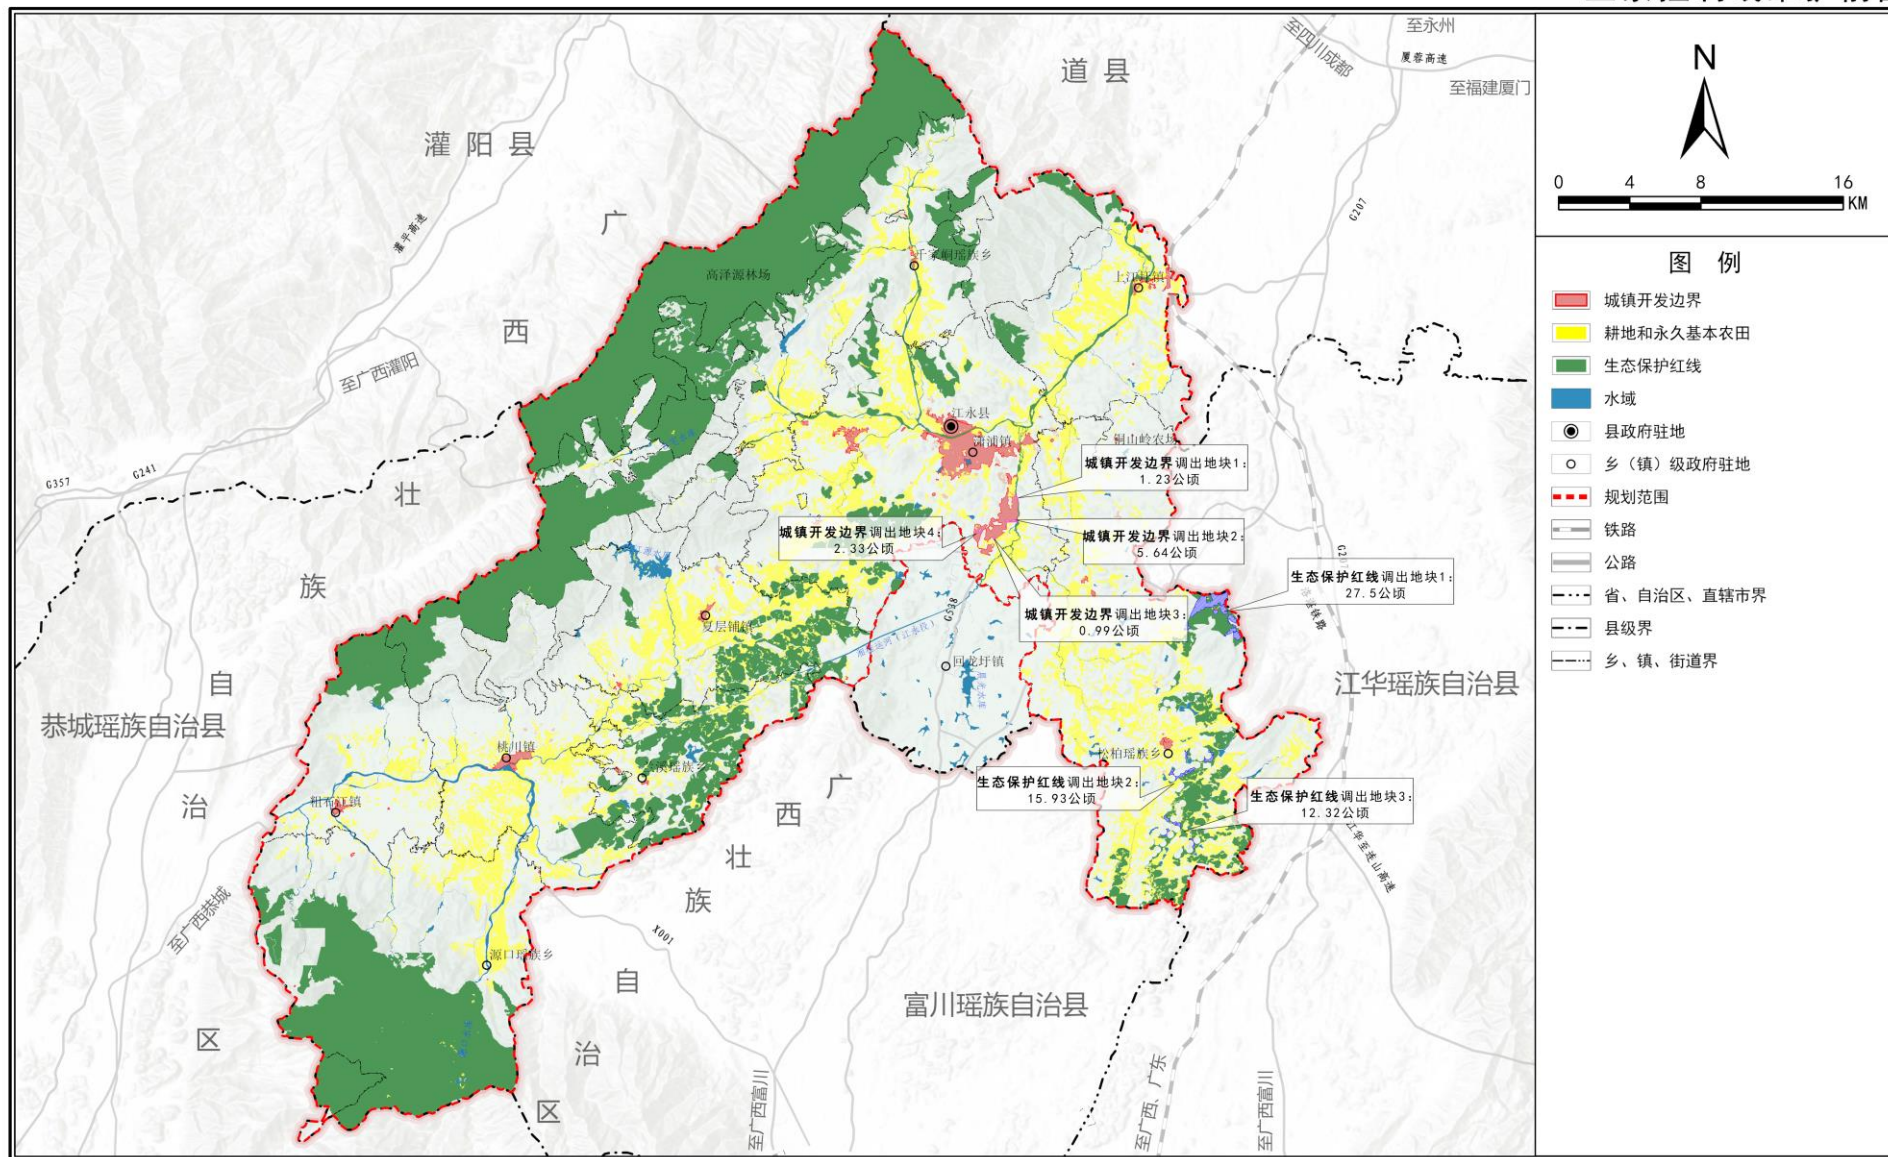 道县
灌阳县
至四川成都
至永州
厦蓉高速
至福建厦门
G207
灌平高速
广
西
壮
族
自
治
区
至广西灌阳
G357
G241
恭城瑶族自治县
高泽源林场
千家峒瑶族乡
上江圩镇
江永县
潇浦镇
铜山岭农场
城镇开发边界调出地块1:
1.23公顷
城镇开发边界调出地块4:
2.33公顷
城镇开发边界调出地块2:
5.64公顷
生态保护红线调出地块1:
27.5公顷
城镇开发边界调出地块3:
0.99公顷
G538
夏层铺镇
回龙圩镇
江华瑶族自治县
桃川镇
粗石江镇
松柏瑶族乡
生态保护红线调出地块2:
15.93公顷
生态保护红线调出地块3:
12.32公顷
江华至连山高速
广
西
壮
族
自
治
区
至广西恭城
X001
源口瑶族乡
富川瑶族自治县
至广西富川
至广西、广东
至广西富川
N
0 4 8 16
KM
图 例
城镇开发边界
耕地和永久基本农田
生态保护红线
水域
县政府驻地
乡（镇）级政府驻地
规划范围
铁路
公路
省、自治区、直辖市界
县级界
乡、镇、街道界